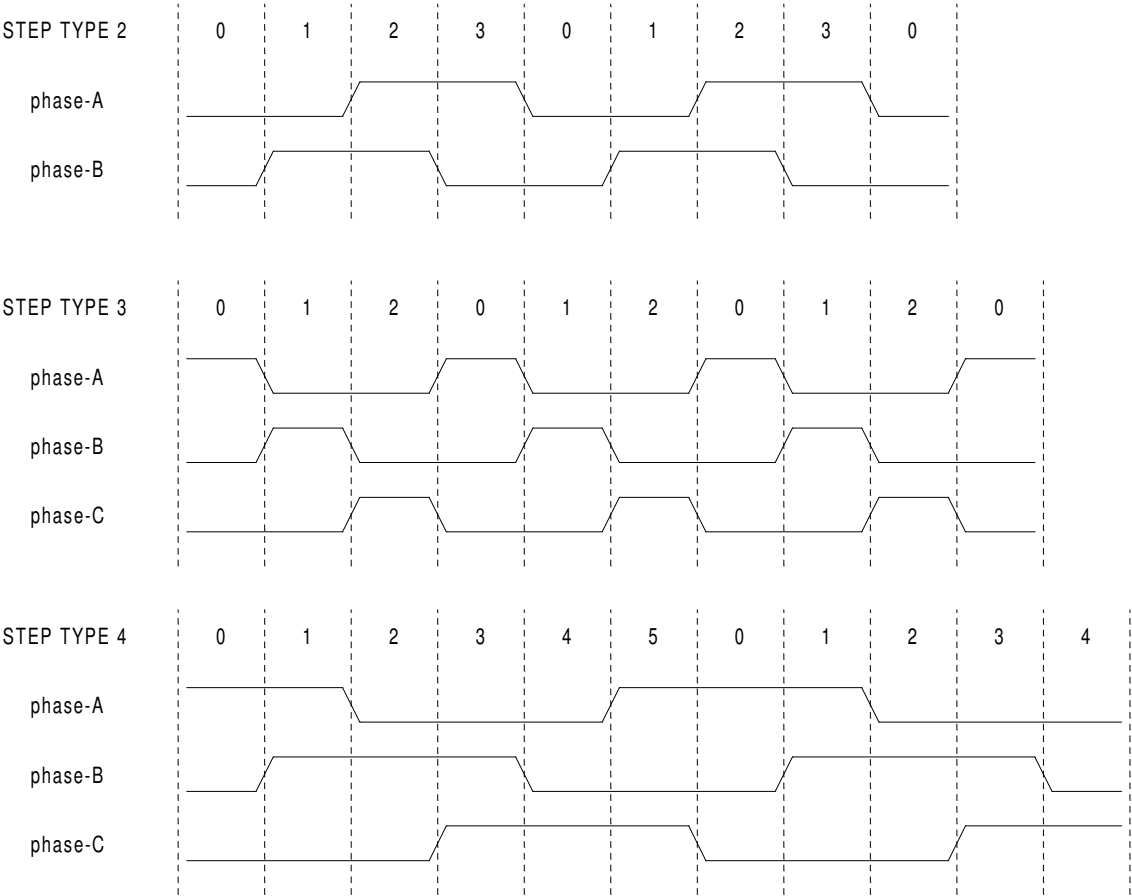 STEP TYPE 2 0 1 2 3 0 1 2 3 0
phase-A
phase-B
STEP TYPE 3 0 1 2 0 1 2 0 1 2 0
phase-A
phase-B
phase-C
STEP TYPE 4 0 1 2 3 4 5 0 1 2 3 4
phase-A
phase-B
phase-C